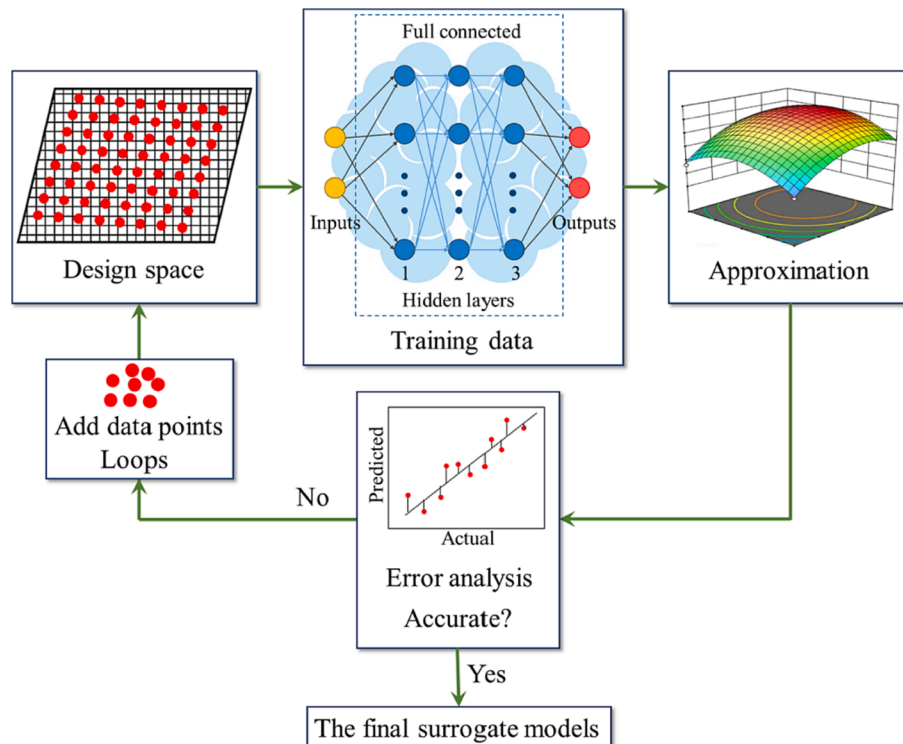 Full connected
Inputs
Outputs
1 2 3
Hidden layers
Design space
Training data
Approximation
Add data points
Loops
No
Predicted
Actual
Error analysis
Accurate?
Yes
The final surrogate models